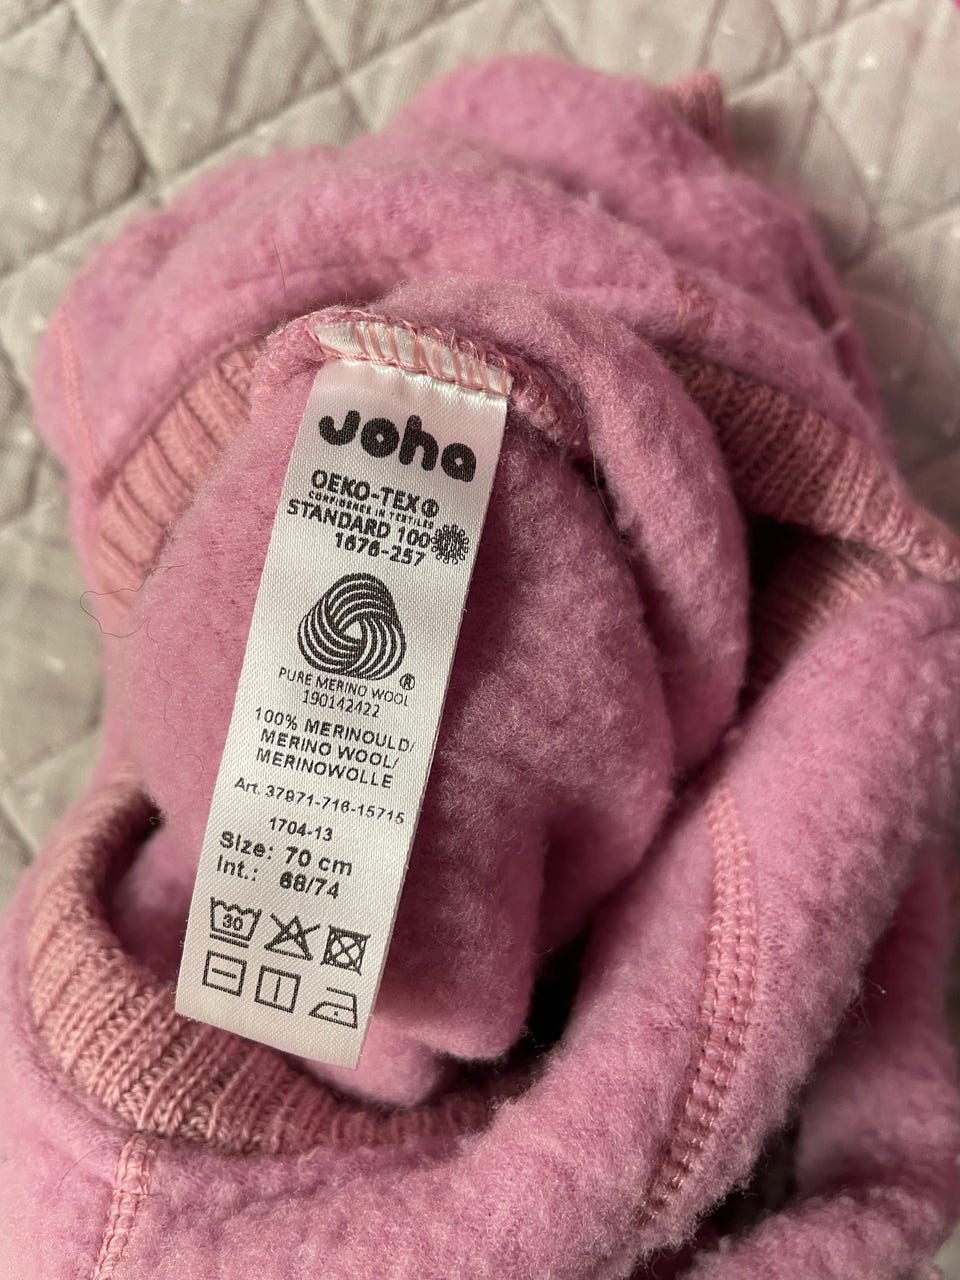 Joha
OEKO-TEX®
CONFIDENCE IN TEXTILES
STANDARD 100
1676-257
PURE MERINO WOOL ®
190142422
100% MERINOULD/
MERINO WOOL/
MERINOWOLLE
Art. 37971-716-15715
1704-13
Size: 70 cm
Int.: 68/74
30